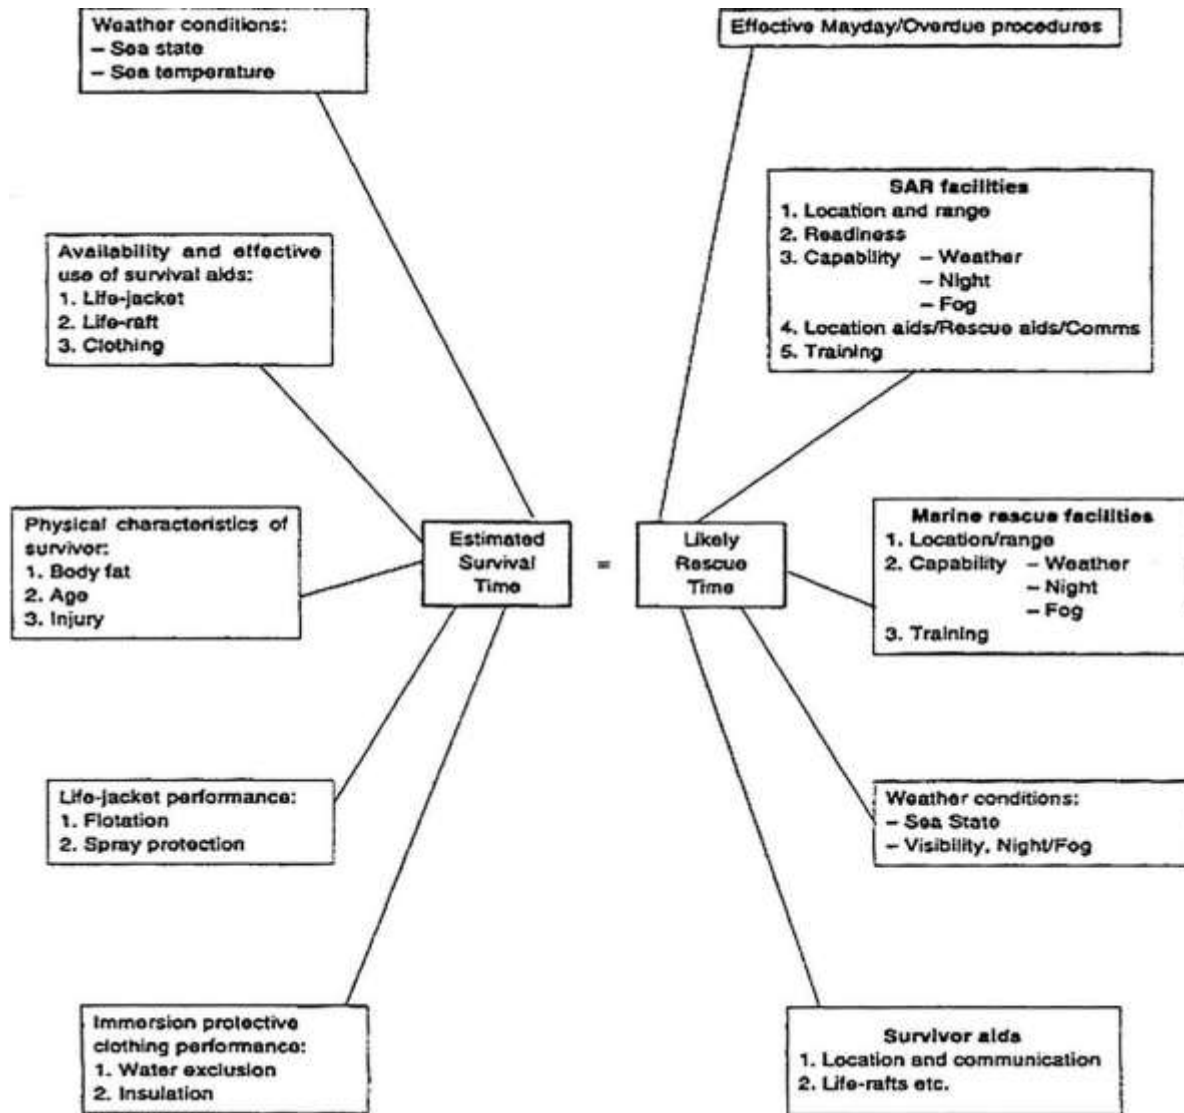 Weather conditions:
– Sea state
– Sea temperature
Availability and effective
use of survival aids:
1. Life-jacket
2. Life-raft
3. Clothing
Physical characteristics of
survivor:
1. Body fat
2. Age
3. Injury
Life-jacket performance:
1. Flotation
2. Spray protection
Immersion protective
clothing performance:
1. Water exclusion
2. Insulation
Estimated
Survival
Time
=
Likely
Rescue
Time
Effective Mayday/Overdue procedures
SAR facilities
1. Location and range
2. Readiness
3. Capability – Weather
– Night
– Fog
4. Location aids/Rescue aids/Comms
5. Training
Marine rescue facilities
1. Location/range
2. Capability – Weather
– Night
– Fog
3. Training
Weather conditions:
– Sea State
– Visibility, Night/Fog
Survivor aids
1. Location and communication
2. Life-rafts etc.